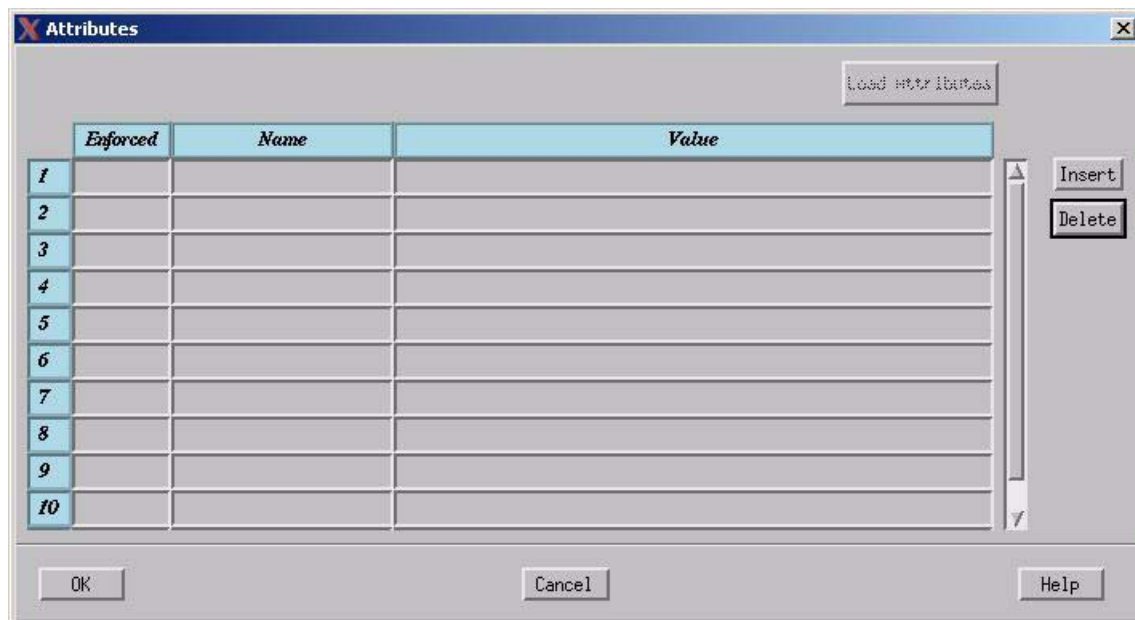 Attributes
Load Attributes
Enforced Name Value
1 Insert
2 Delete
3
4
5
6
7
8
9
10
OK Cancel Help